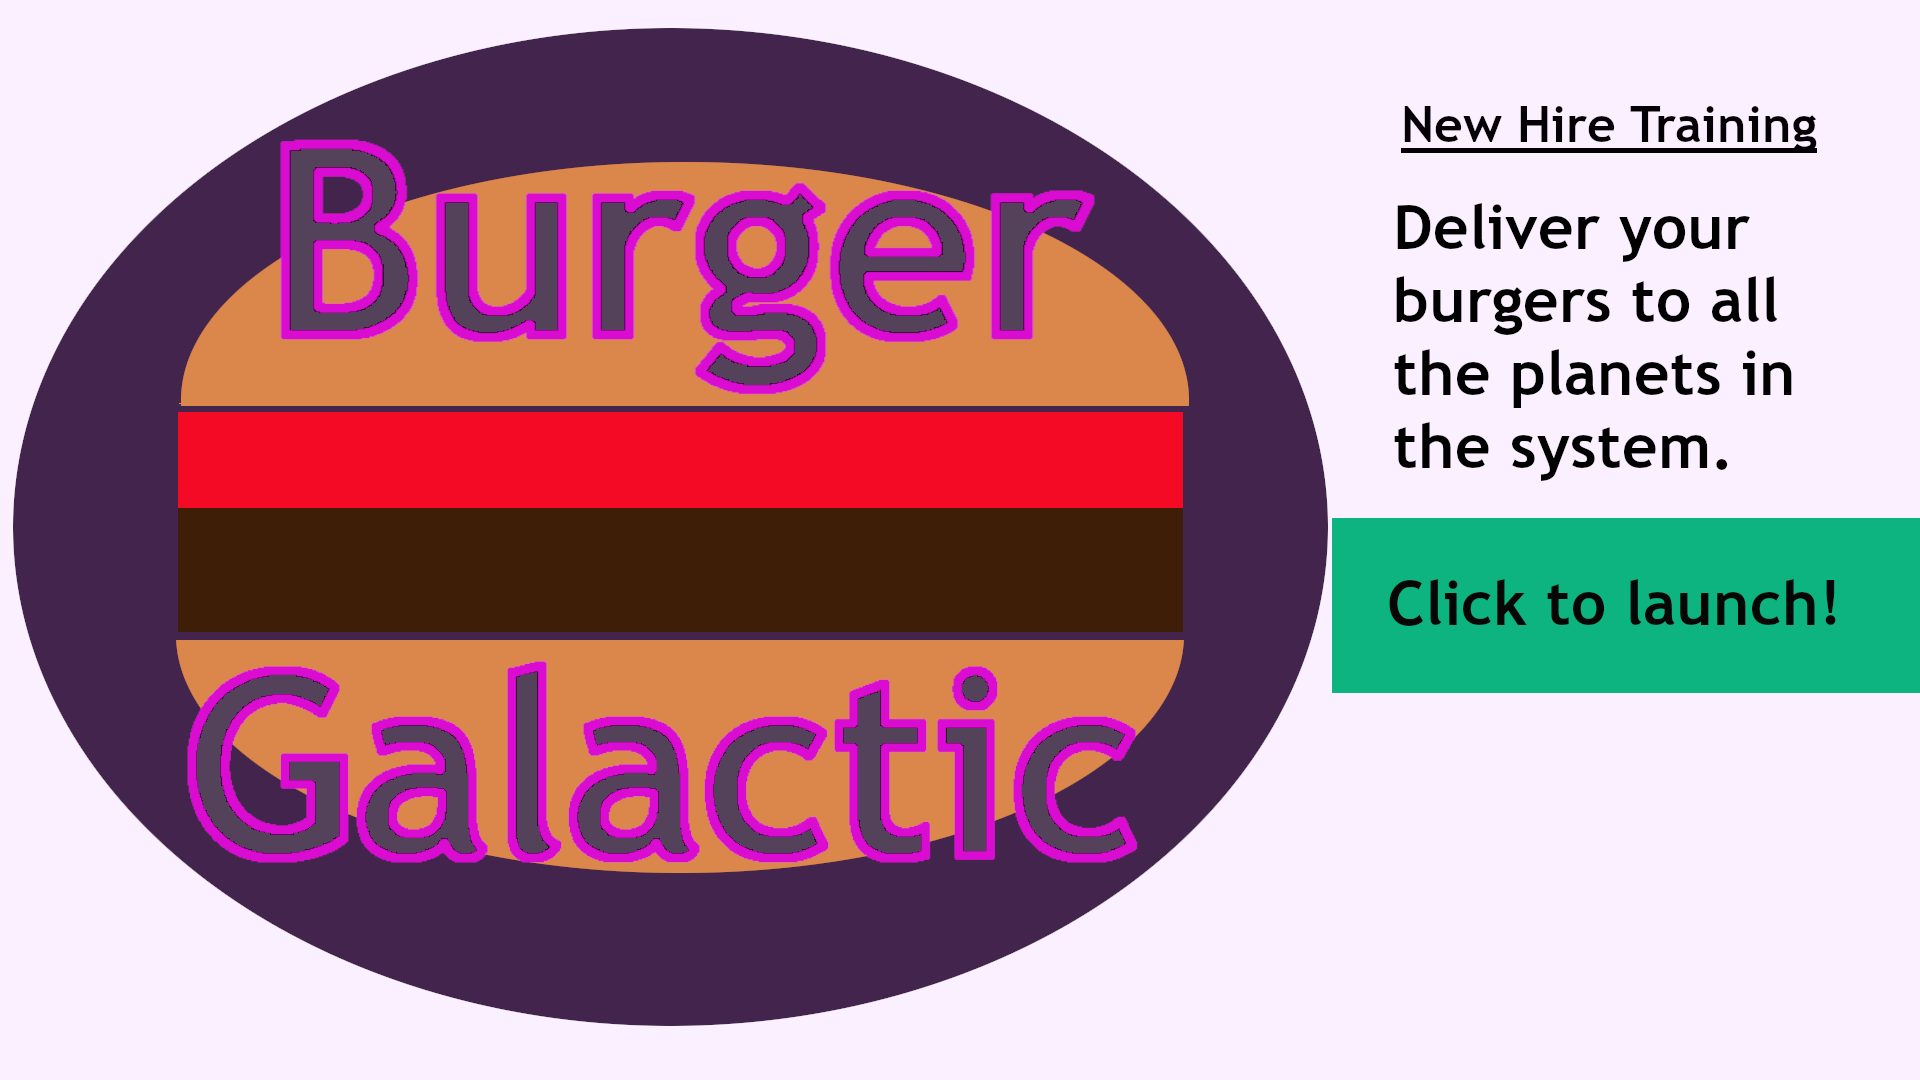 Burger
Galactic
New Hire Training
Deliver your
burgers to all
the planets in
the system.
Click to launch!